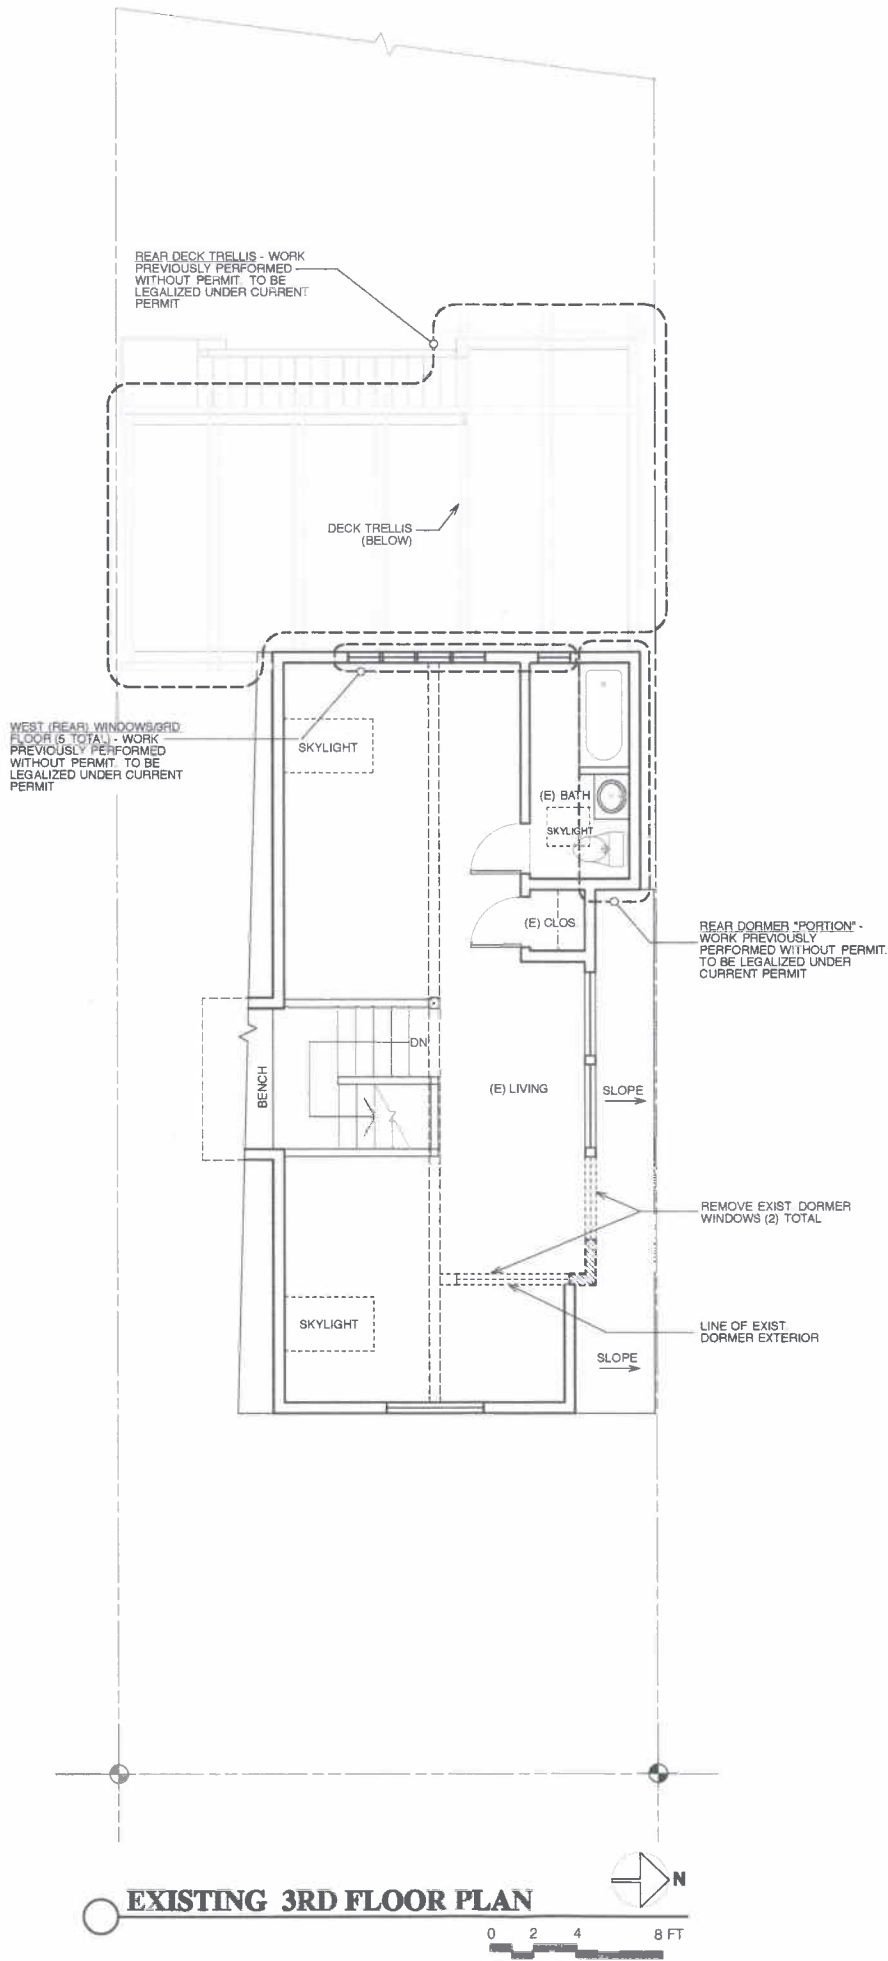 REAR DECK TRELLIS - WORK
PREVIOUSLY PERFORMED
WITHOUT PERMIT. TO BE
LEGALIZED UNDER CURRENT
PERMIT
DECK TRELLIS
(BELOW)
WEST (REAR) WINDOWS/3RD
FLOOR (5 TOTAL) - WORK
PREVIOUSLY PERFORMED
WITHOUT PERMIT. TO BE
LEGALIZED UNDER CURRENT
PERMIT
SKYLIGHT
(E) BATH
SKYLIGHT
(E) CLOS.
REAR DORMER "PORTION" -
WORK PREVIOUSLY
PERFORMED WITHOUT PERMIT.
TO BE LEGALIZED UNDER
CURRENT PERMIT
DN
BENCH
(E) LIVING
SLOPE
REMOVE EXIST. DORMER
WINDOWS (2) TOTAL
SKYLIGHT
LINE OF EXIST.
DORMER EXTERIOR
SLOPE
N
EXISTING 3RD FLOOR PLAN
0 2 4 8 FT